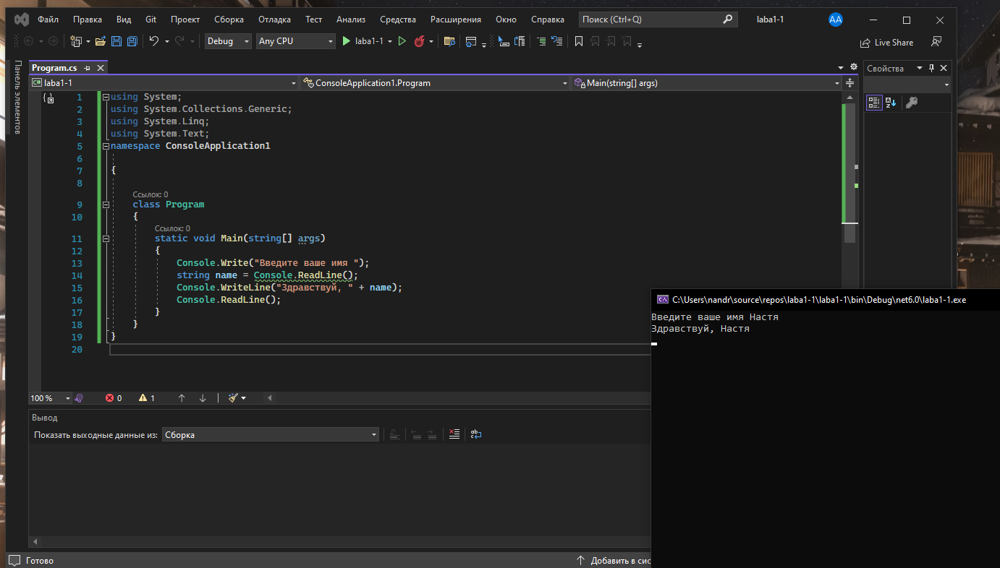 Файл Правка Вид Git Проект Сборка Отладка Тест Анализ Средства Расширения Окно Справка Поиск (Ctrl+Q) laba1-1 AA
Debug Any CPU laba1-1 Live Share
Панель элементов
Program.cs
laba1-1 ConsoleApplication1.Program Main(string[] args)
Свойства
1 using System;
2 using System.Collections.Generic;
3 using System.Linq;
4 using System.Text;
5 namespace ConsoleApplication1
6
7 {
8
Ссылок: 0
9 class Program
10 {
Ссылок: 0
11 static void Main(string[] args)
12 {
13 Console.Write("Введите ваше имя ");
14 string name = Console.ReadLine();
15 Console.WriteLine("Здравствуй, " + name);
16 Console.ReadLine();
17 }
18 }
19 }
20
100 % 0 1
Вывод
Показать выходные данные из: Сборка
Готово
Добавить в сис
C:\Users\nandr\source\repos\laba1-1\laba1-1\bin\Debug\net6.0\laba1-1.exe
Введите ваше имя Настя
Здравствуй, Настя